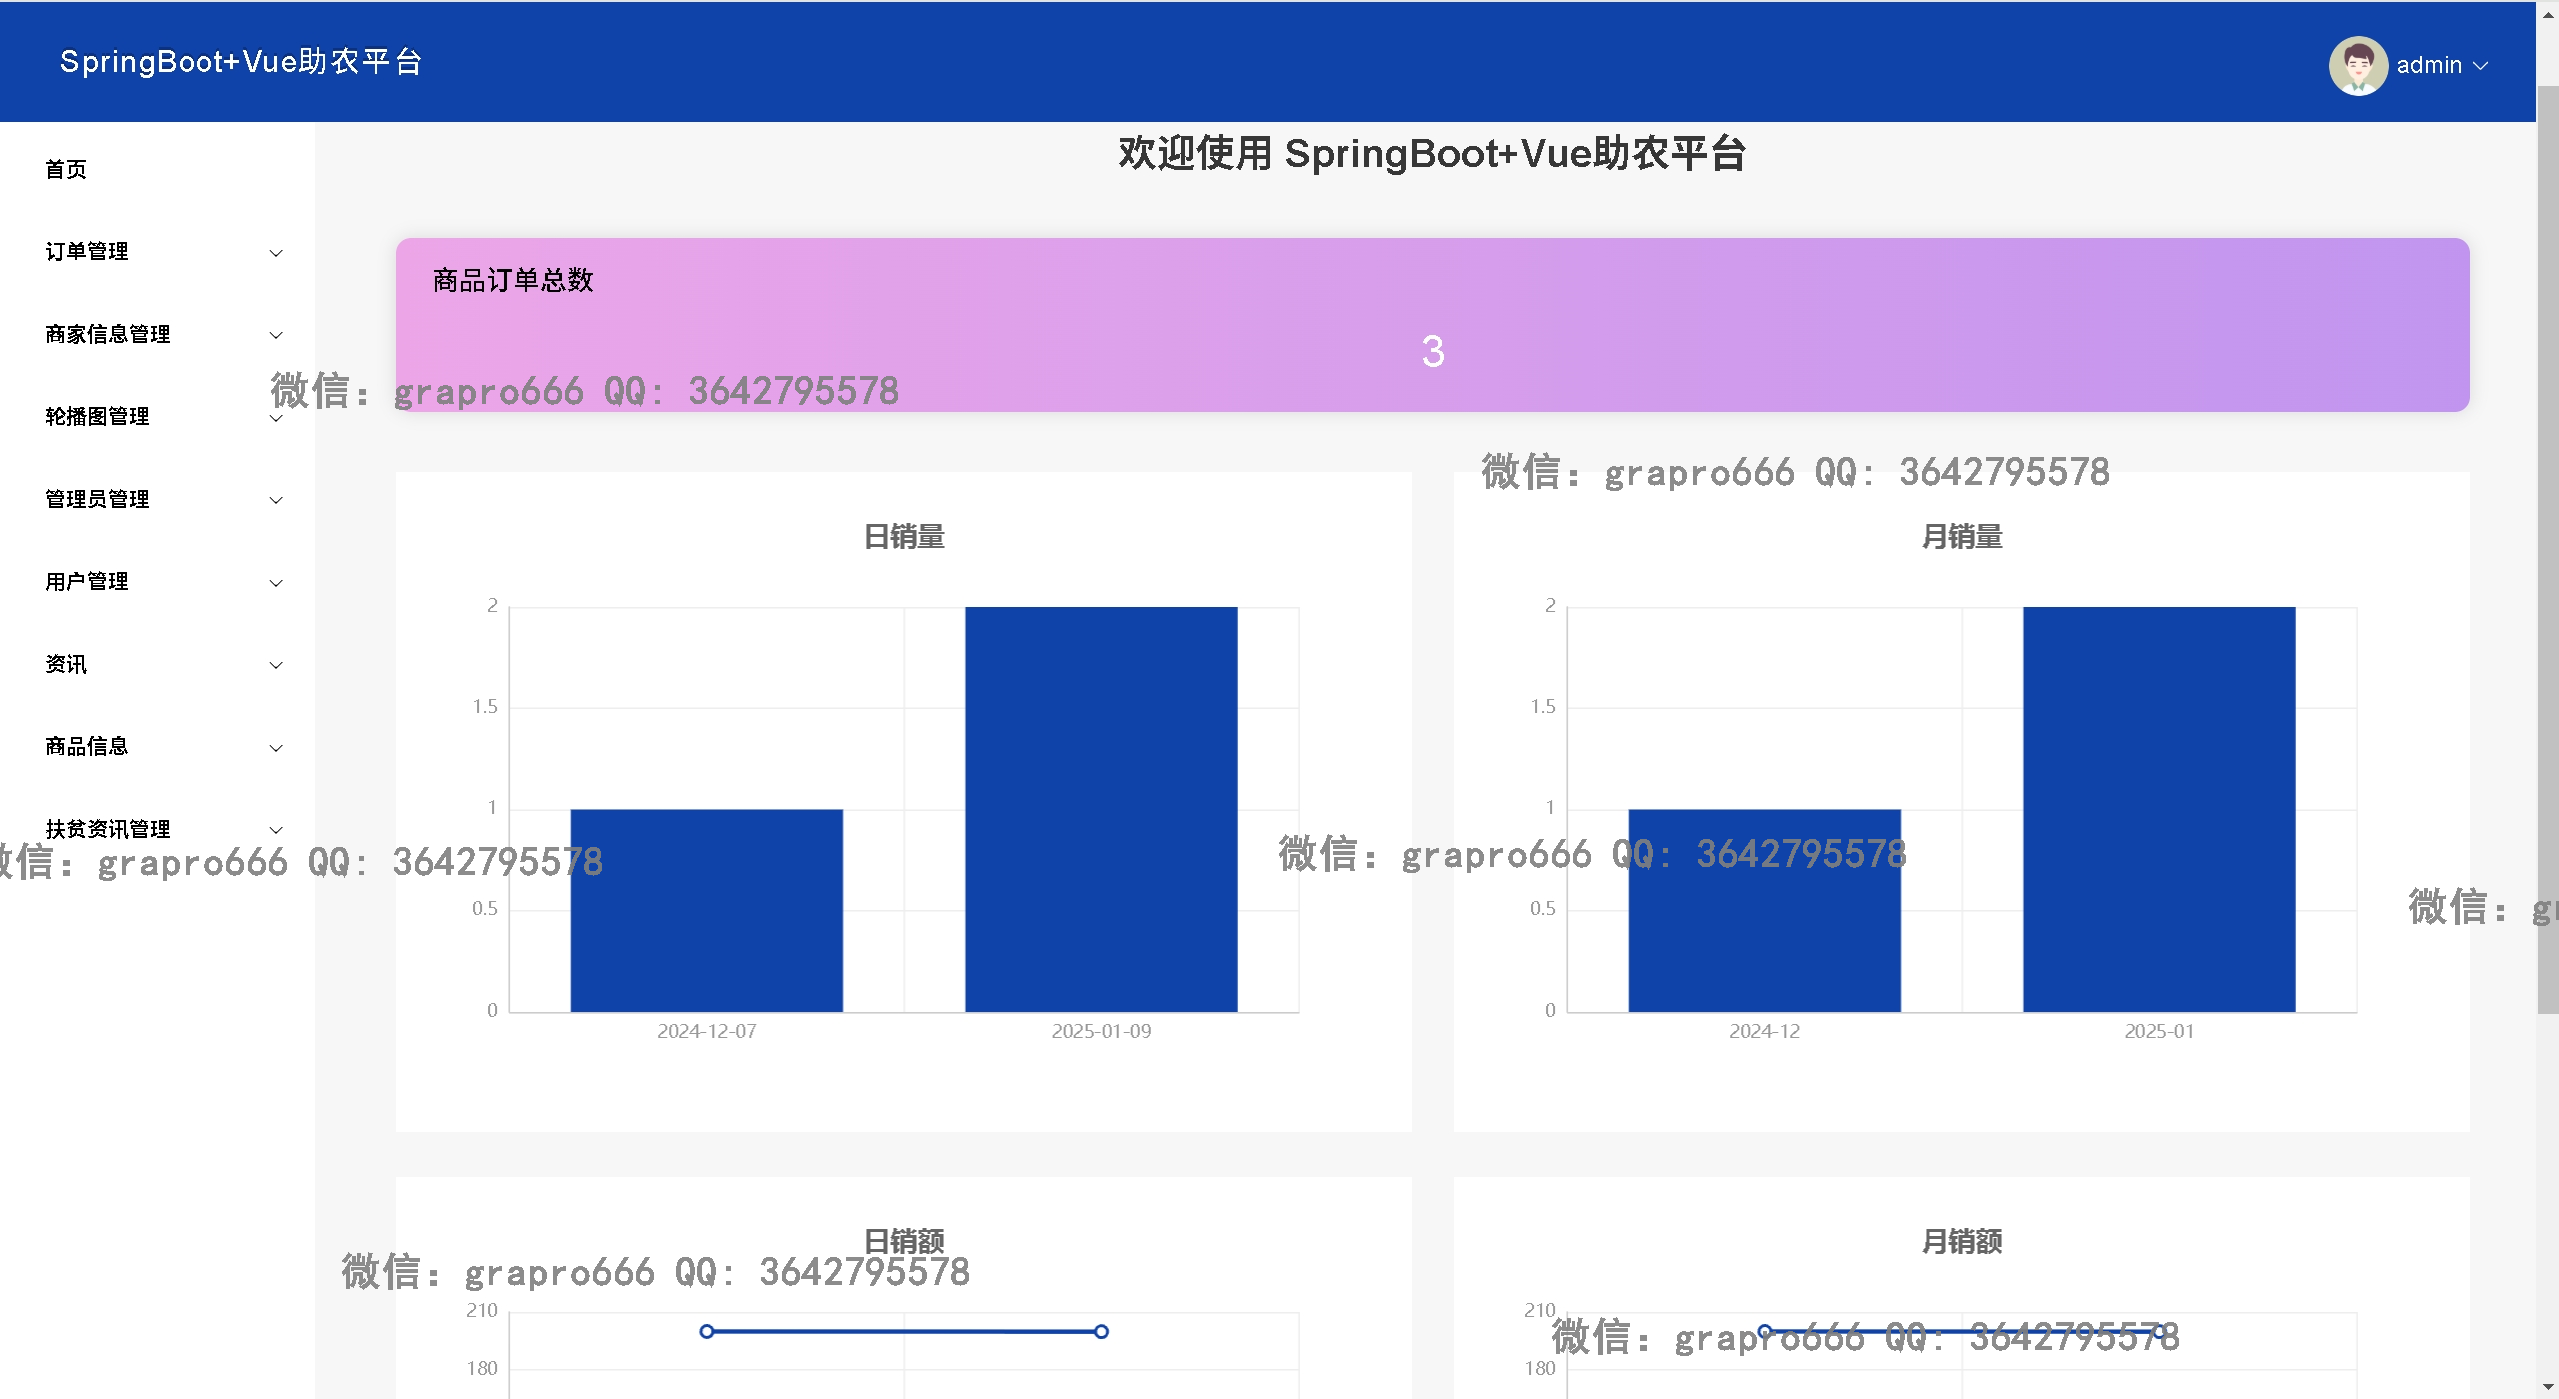 SpringBoot+Vue助农平台
admin
首页
订单管理
商家信息管理
轮播图管理
管理员管理
用户管理
资讯
商品信息
扶贫资讯管理
欢迎使用 SpringBoot+Vue助农平台
商品订单总数
3
微信：grapro666 QQ: 3642795578
微信：grapro666 QQ: 3642795578
日销量
2
1.5
1
0.5
0
2024-12-07
2025-01-09
月销量
2
1.5
1
0.5
0
2024-12
2025-01
微信：grapro666 QQ: 3642795578
微信：grapro666 QQ: 3642795578
微信：gr
日销额
微信：grapro666 QQ: 3642795578
210
180
月销额
210
微信：grapro666 QQ: 3642795578
180